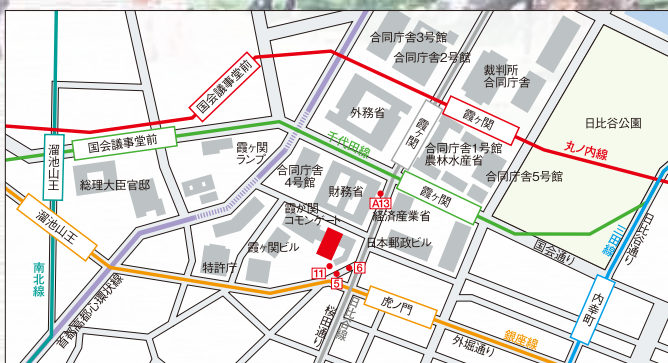 合同庁舎3号館
合同庁舎2号館
裁判所
合同庁舎
国会議事堂前
外務省
霞ヶ関
霞ヶ関
日比谷公園
国会議事堂前
溜池山王
霞ヶ関
ランプ
千代田線
合同庁舎1号
農林水産省
丸ノ内線
合同庁舎
4号館
合同庁舎5号館
総理大臣官邸
財務省
霞ヶ関
A13
溜池山王
霞が関
コモンゲート
経済産業省
日比谷通り
三田線
霞ヶ関ビル
日本郵政ビル
国会通り
特許庁
南北線
11
5
6
首都高都心環状線
桜田通り
日比谷線
虎ノ門
内幸町
銀座線
外堀通り